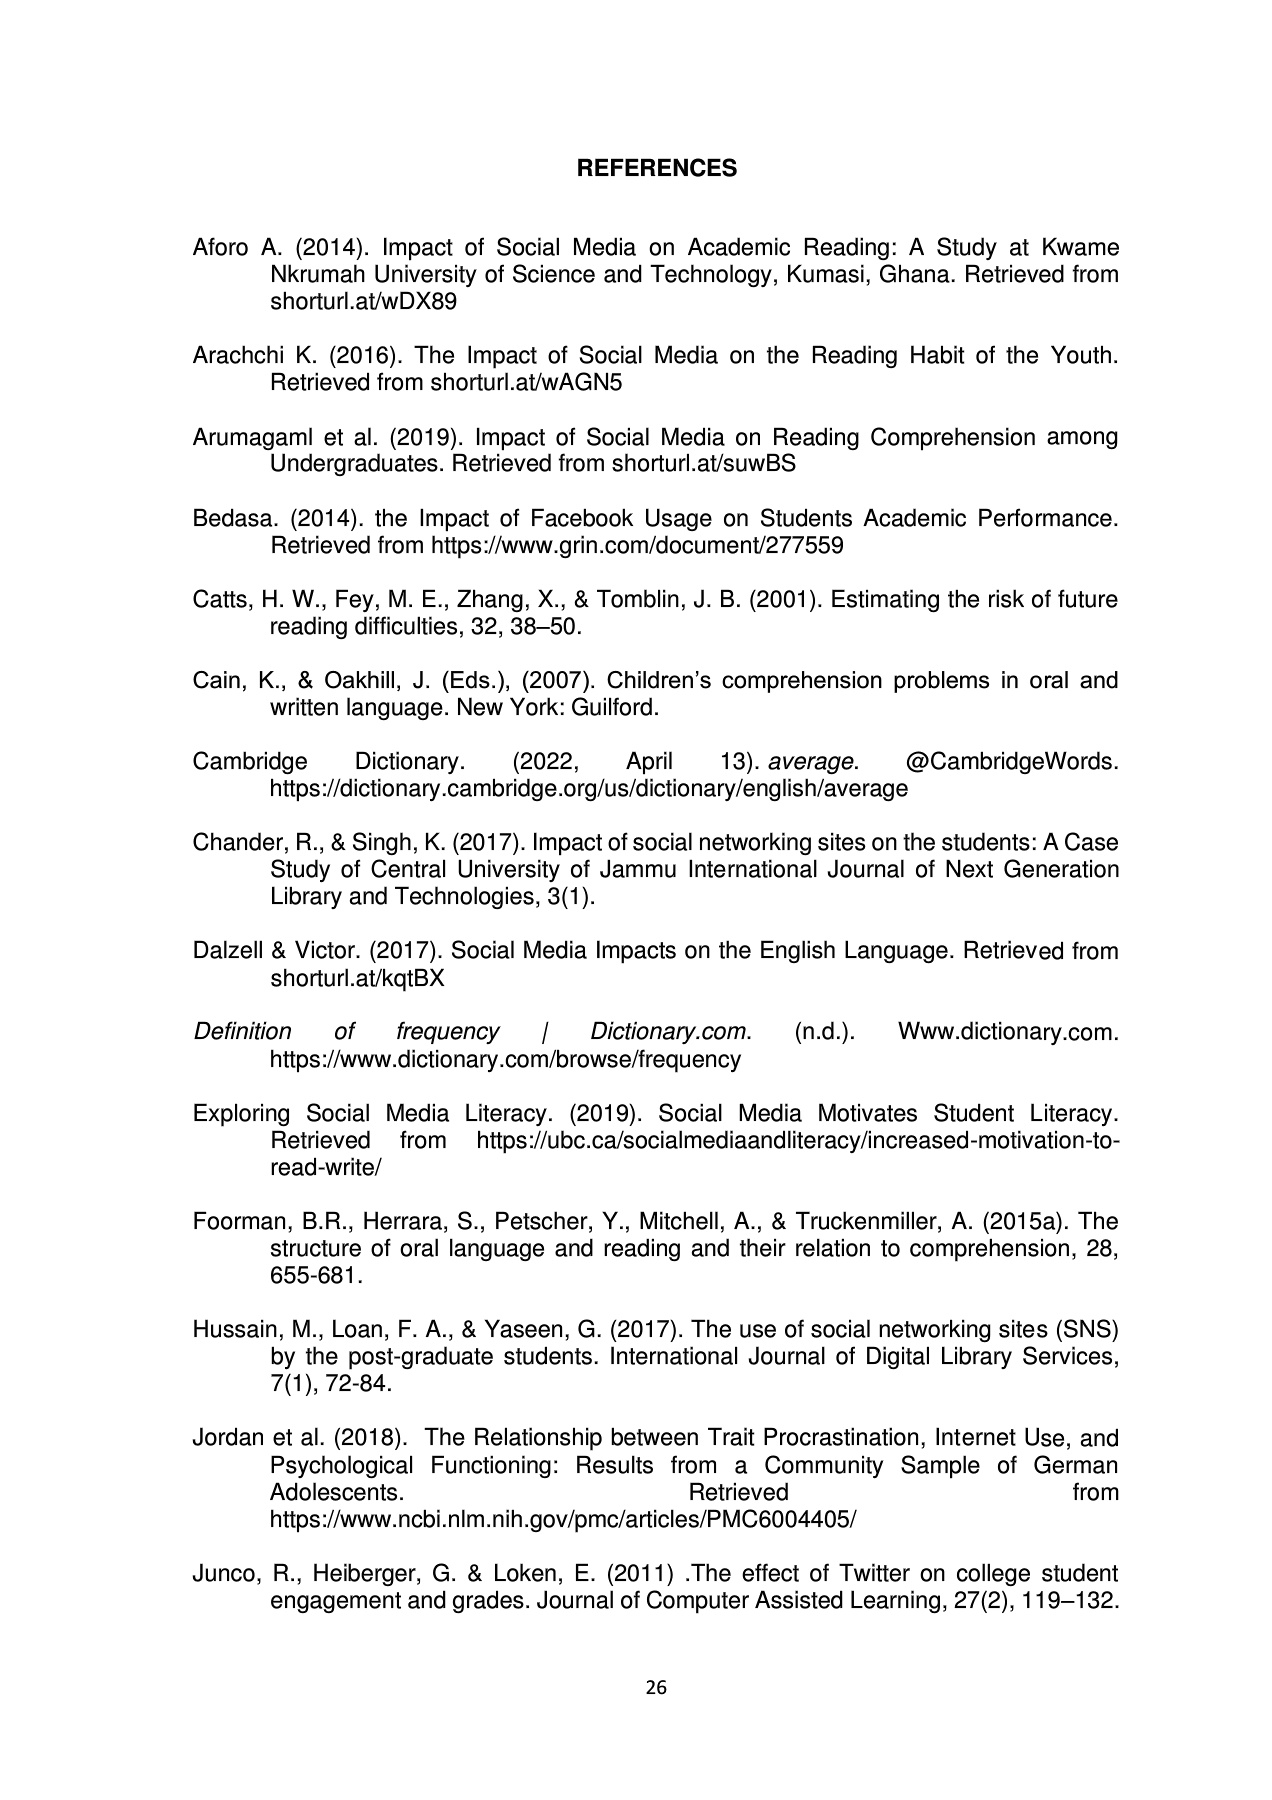 REFERENCES
Aforo A. (2014). Impact of Social Media on Academic Reading: A Study at Kwame
Nkrumah University of Science and Technology, Kumasi, Ghana. Retrieved from
shorturl.at/wDX89
Arachchi K. (2016). The Impact of Social Media on the Reading Habit of the Youth.
Retrieved from shorturl.at/wAGN5
Arumagaml et al. (2019). Impact of Social Media on Reading Comprehension among
Undergraduates. Retrieved from shorturl.at/suwBS
Bedasa. (2014). the Impact of Facebook Usage on Students Academic Performance.
Retrieved from https://www.grin.com/document/277559
Catts, H. W., Fey, M. E., Zhang, X., & Tomblin, J. B. (2001). Estimating the risk of future
reading difficulties, 32, 38–50.
Cain, K., & Oakhill, J. (Eds.), (2007). Children’s comprehension problems in oral and
written language. New York: Guilford.
Cambridge Dictionary. (2022, April 13). average. @CambridgeWords.
https://dictionary.cambridge.org/us/dictionary/english/average
Chander, R., & Singh, K. (2017). Impact of social networking sites on the students: A Case
Study of Central University of Jammu International Journal of Next Generation
Library and Technologies, 3(1).
Dalzell & Victor. (2017). Social Media Impacts on the English Language. Retrieved from
shorturl.at/kqtBX
Definition of frequency | Dictionary.com. (n.d.). Www.dictionary.com.
https://www.dictionary.com/browse/frequency
Exploring Social Media Literacy. (2019). Social Media Motivates Student Literacy.
Retrieved from https://ubc.ca/socialmediaandliteracy/increased-motivation-to-
read-write/
Foorman, B.R., Herrara, S., Petscher, Y., Mitchell, A., & Truckenmiller, A. (2015a). The
structure of oral language and reading and their relation to comprehension, 28,
655-681.
Hussain, M., Loan, F. A., & Yaseen, G. (2017). The use of social networking sites (SNS)
by the post-graduate students. International Journal of Digital Library Services,
7(1), 72-84.
Jordan et al. (2018). The Relationship between Trait Procrastination, Internet Use, and
Psychological Functioning: Results from a Community Sample of German
Adolescents. Retrieved from
https://www.ncbi.nlm.nih.gov/pmc/articles/PMC6004405/
Junco, R., Heiberger, G. & Loken, E. (2011) .The effect of Twitter on college student
engagement and grades. Journal of Computer Assisted Learning, 27(2), 119–132.
26